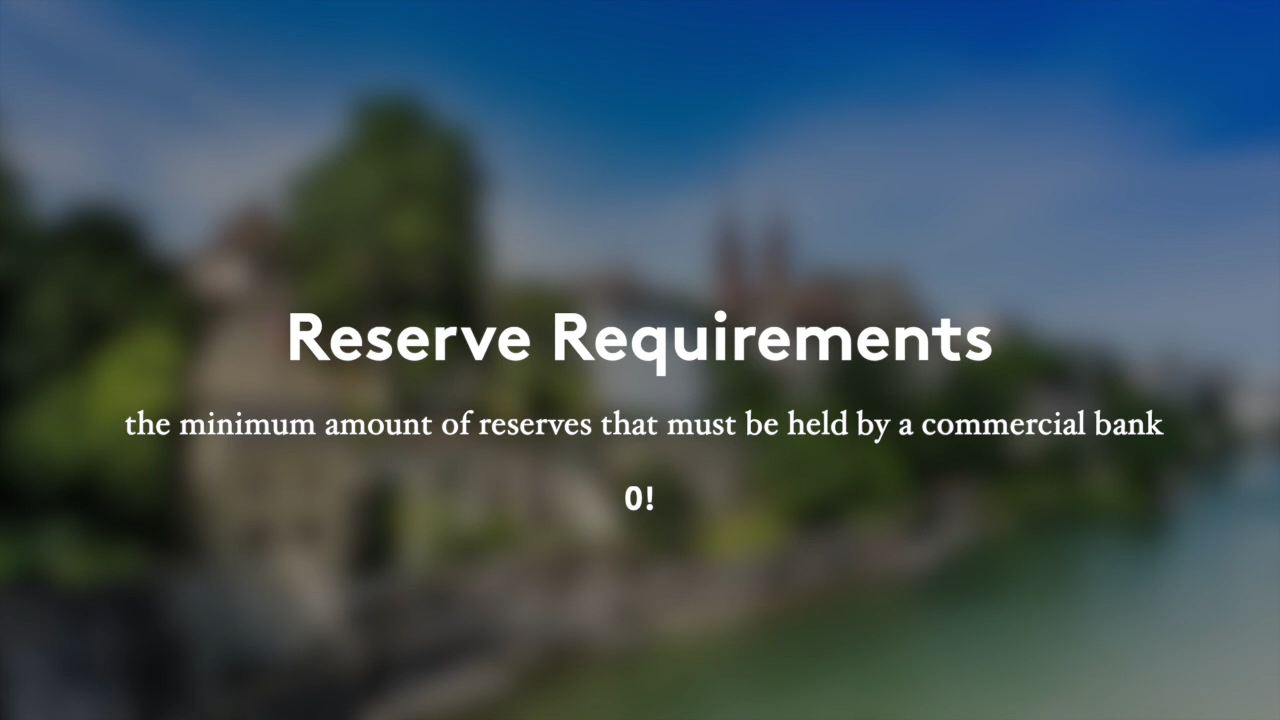 Reserve Requirements
the minimum amount of reserves that must be held by a commercial bank
0!